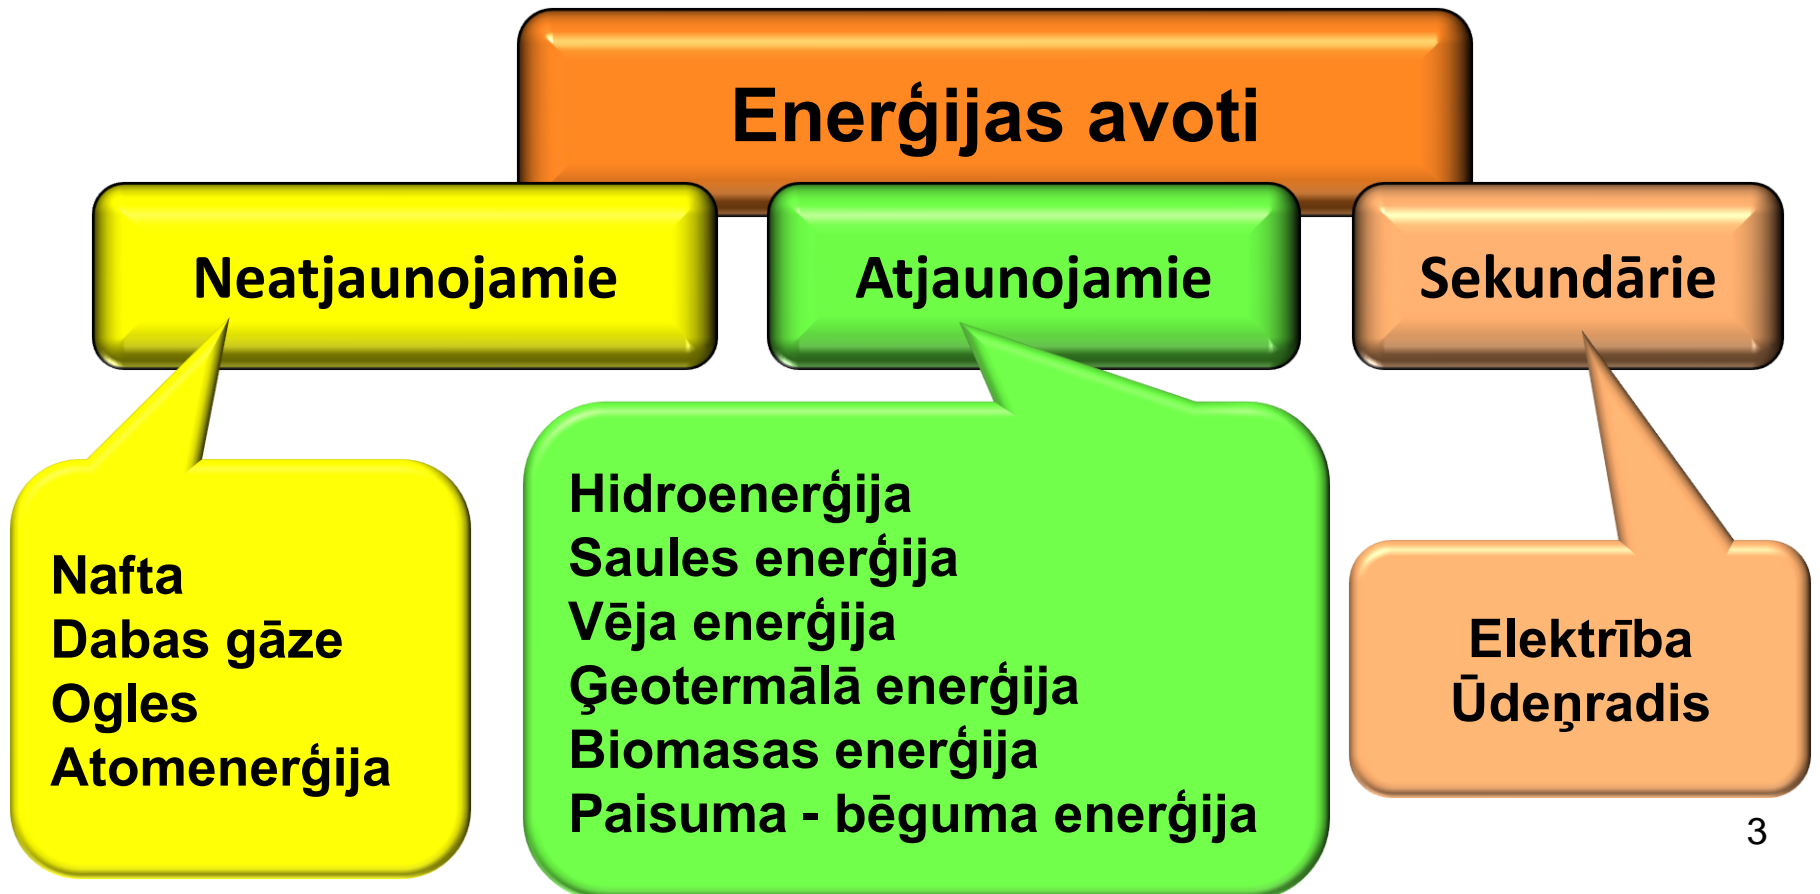 Enerģijas avoti
Neatjaunojamie
Atjaunojamie
Sekundārie
Nafta
Dabas gāze
Ogles
Atomenerģija
Hidroenerģija
Saules enerģija
Vēja enerģija
Ģeotermālā enerģija
Biomasas enerģija
Paisuma - bēguma enerģija
Elektrība
Ūdeņradis
3